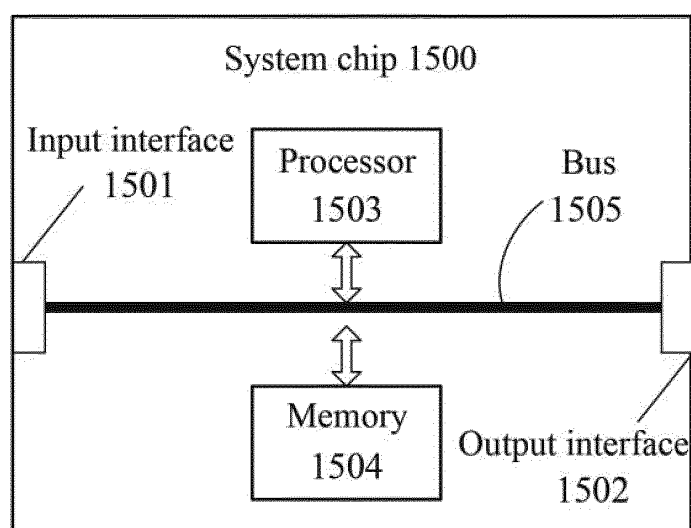 System chip 1500
Input interface
1501
Processor
1503
Bus
1505
Memory
1504
Output interface
1502